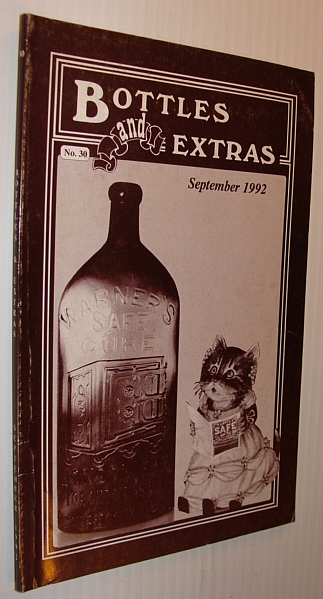 BOTTLES
and
EXTRAS
No. 30
September 1992
WARNER'S
SAFE
CURE
SAFE